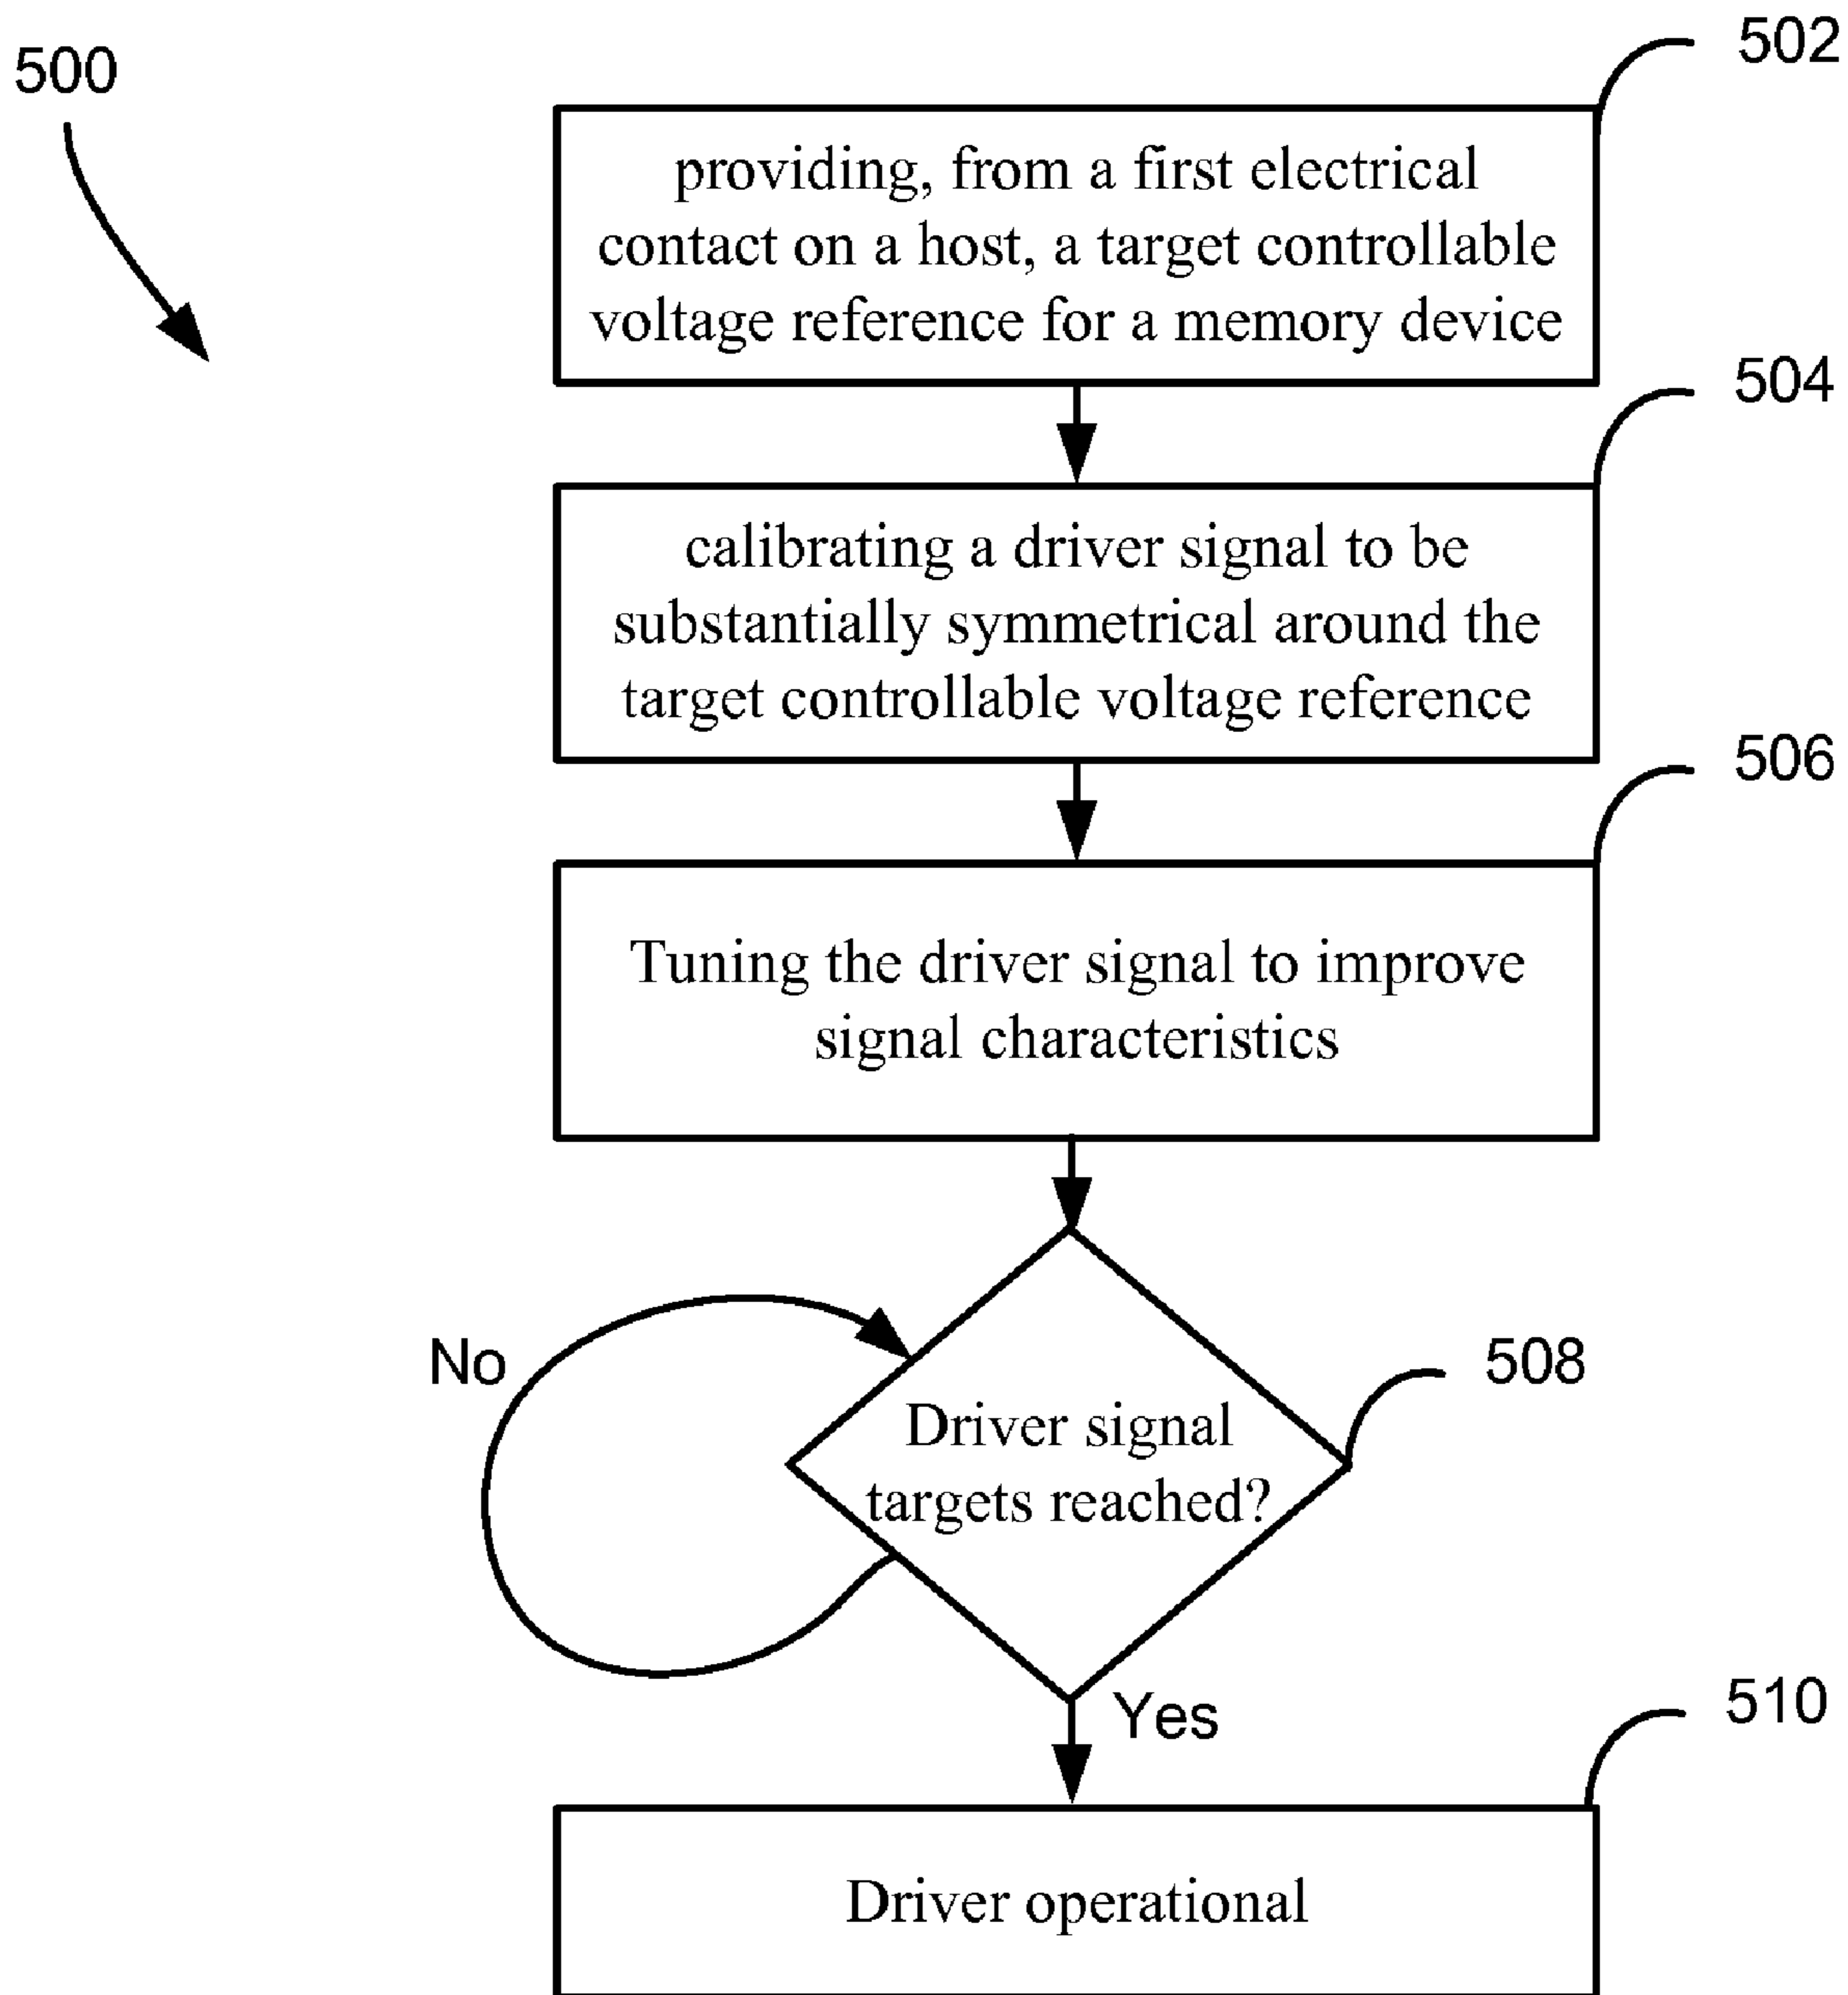 502
500
providing, from a first electrical
contact on a host, a target controllable
voltage reference for a memory device
504
calibrating a driver signal to be
substantially symmetrical around the
target controllable voltage reference
506
Tuning the driver signal to improve
signal characteristics
No
508
Driver signal
targets reached?
Yes
510
Driver operational